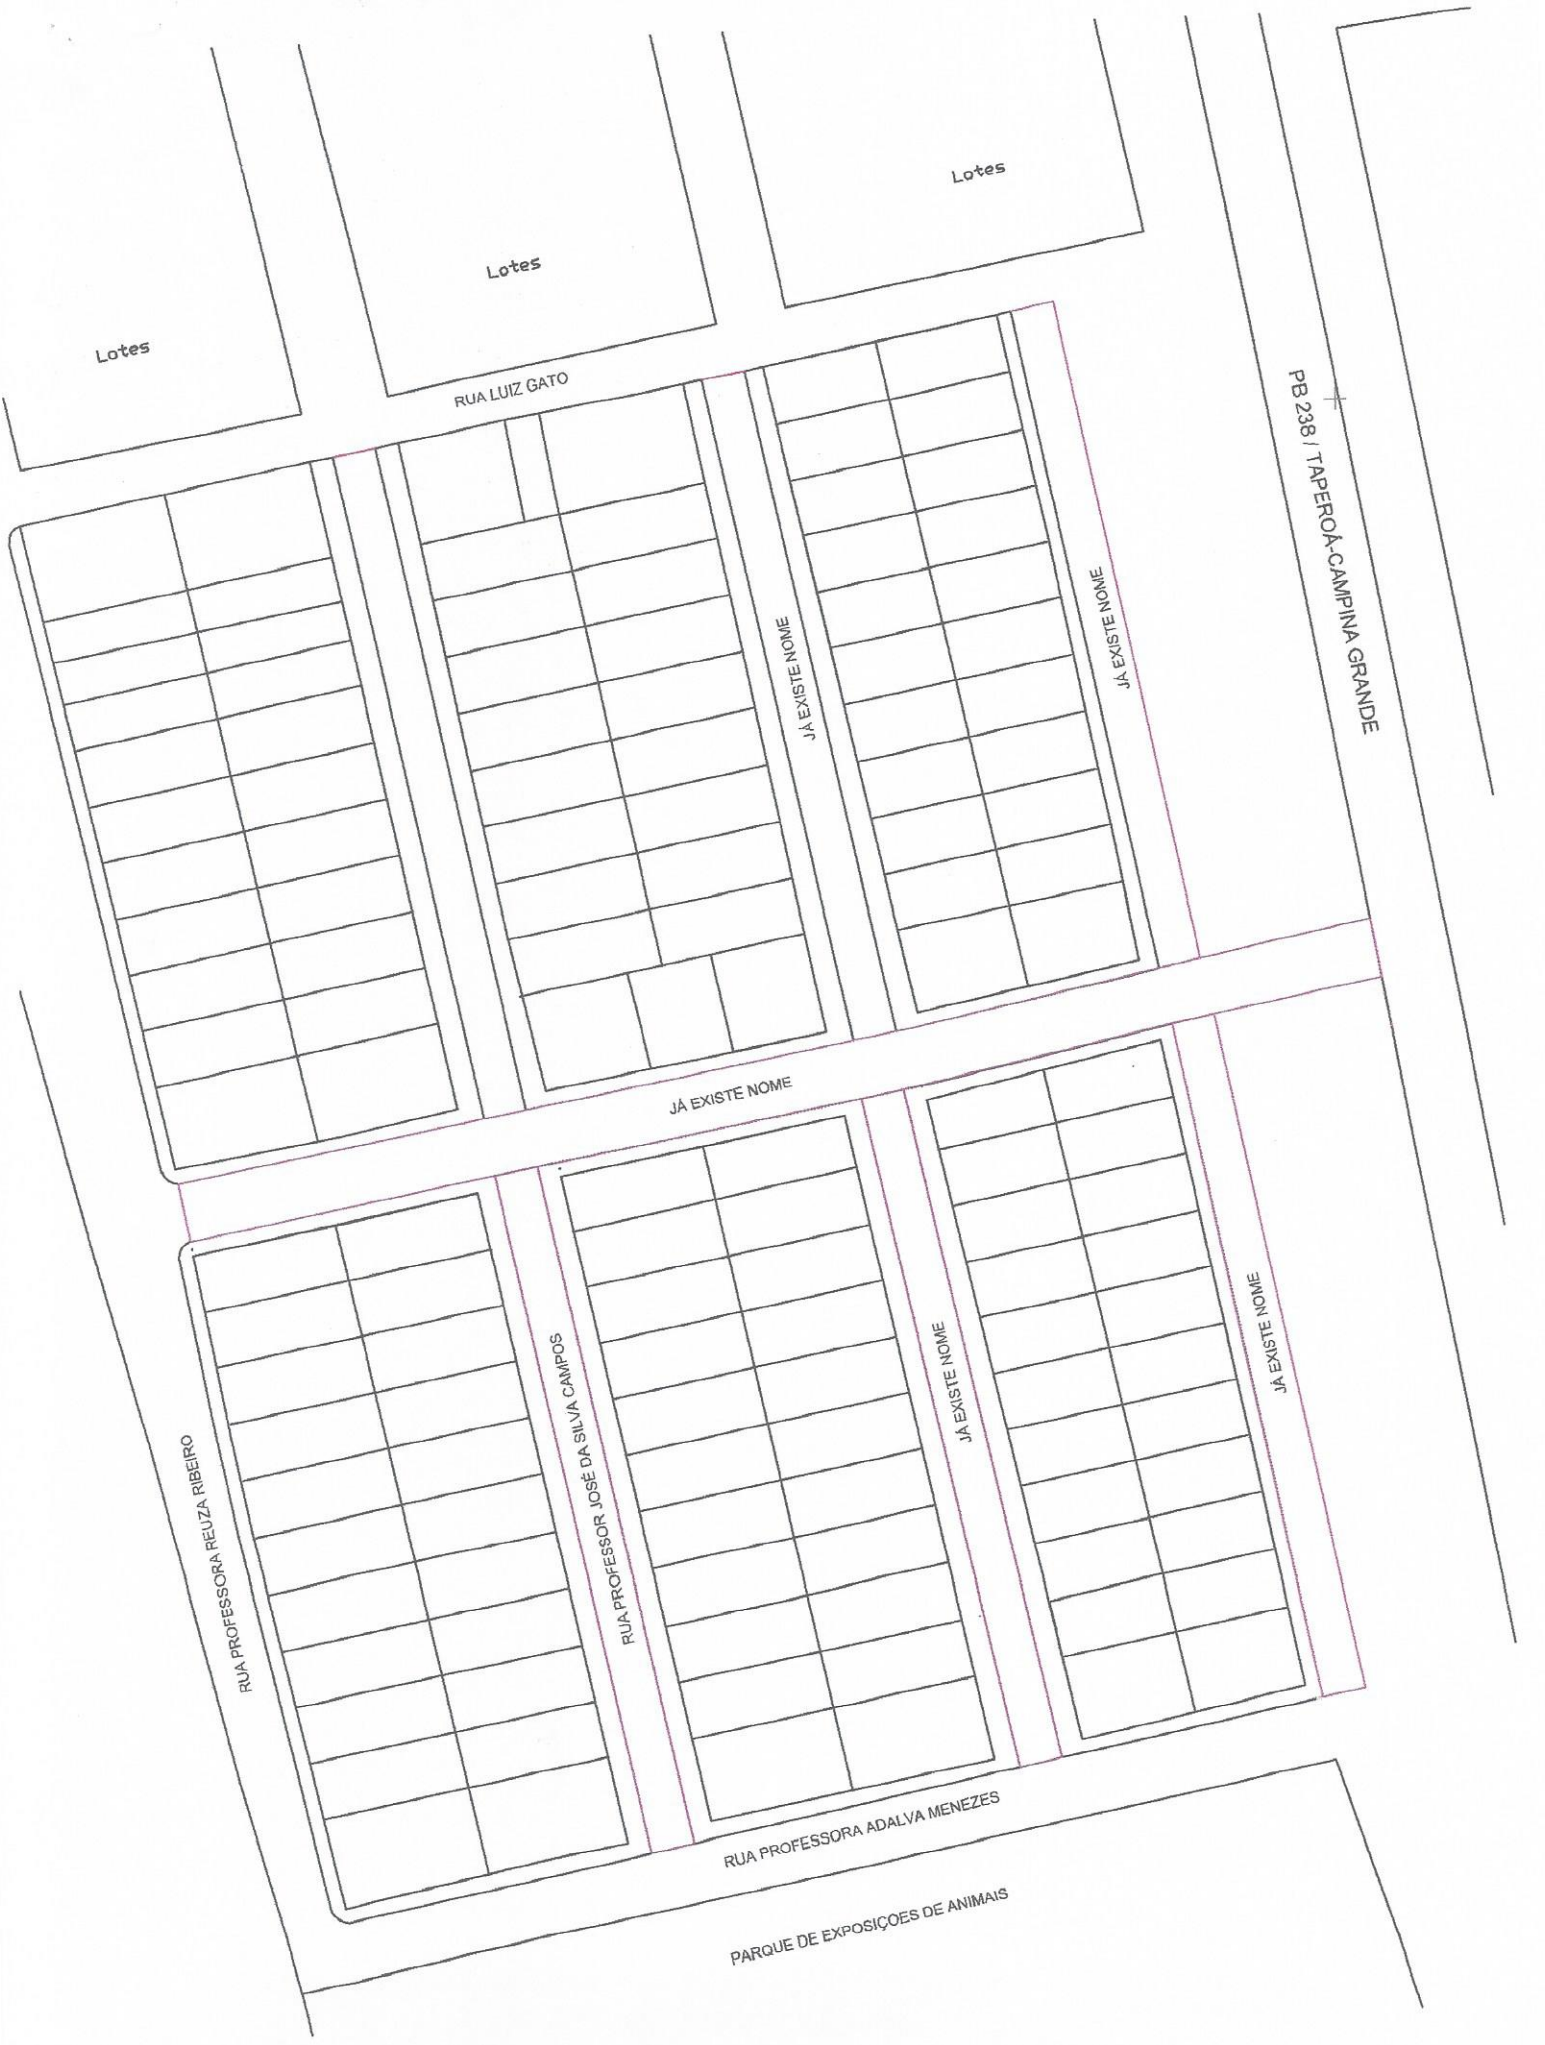 Lotes
Lotes
Lotes
RUA LUIZ GATO
PB 238 / TAPEROÁ-CAMPINA GRANDE
JÁ EXISTE NOME
JÁ EXISTE NOME
JÁ EXISTE NOME
JÁ EXISTE NOME
JÁ EXISTE NOME
RUA PROFESSOR JOSÉ DA SILVA CAMPOS
RUA PROFESSORA REUZA RIBEIRO
RUA PROFESSORA ADALVA MENEZES
PARQUE DE EXPOSIÇOES DE ANIMAIS